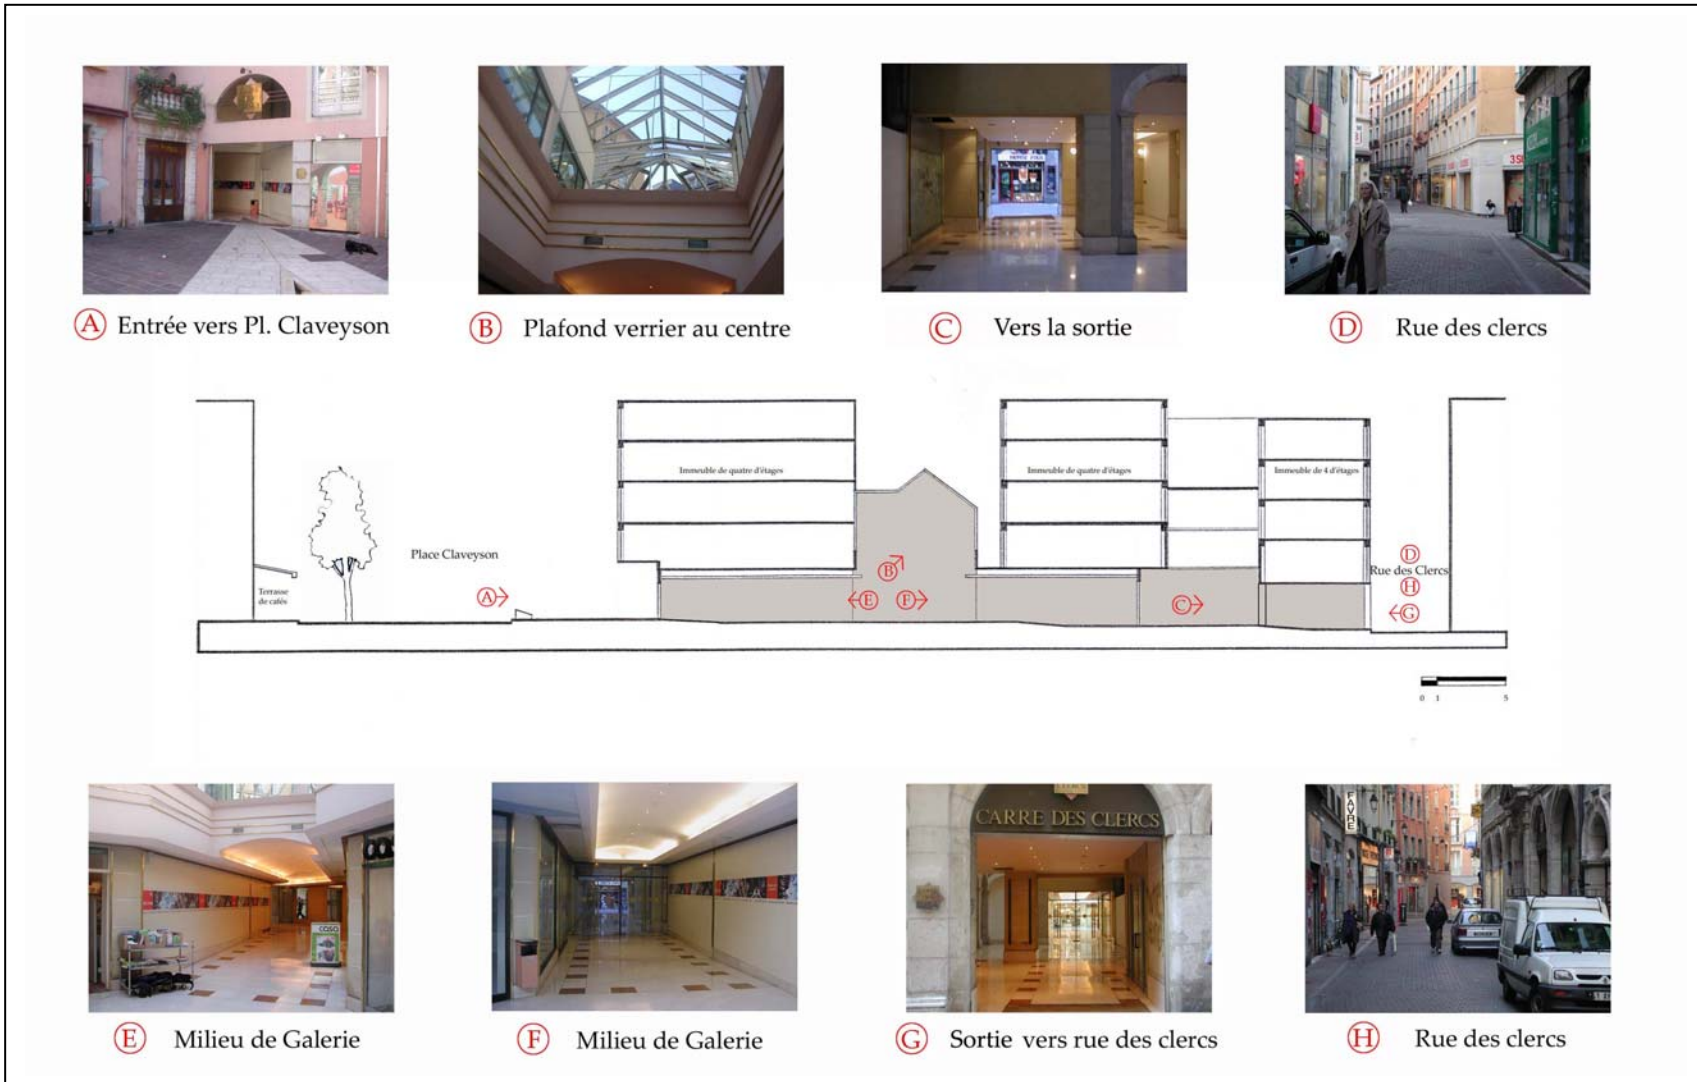 Ⓐ Entrée vers Pl. Claveyson
Ⓑ Plafond verrier au centre
Ⓒ Vers la sortie
Ⓓ Rue des clercs
Immeuble de quatre d'étages
Immeuble de quatre d'étages
Immeuble de 4 d'étages
Place Claveyson
Terrasse
de cafés
A
B
E
F
C
D
Rue des Clercs
H
G
0 1 5
CARRE DES CLERCS
FAVRE
casa
Ⓔ Milieu de Galerie
Ⓕ Milieu de Galerie
Ⓖ Sortie vers rue des clercs
Ⓗ Rue des clercs